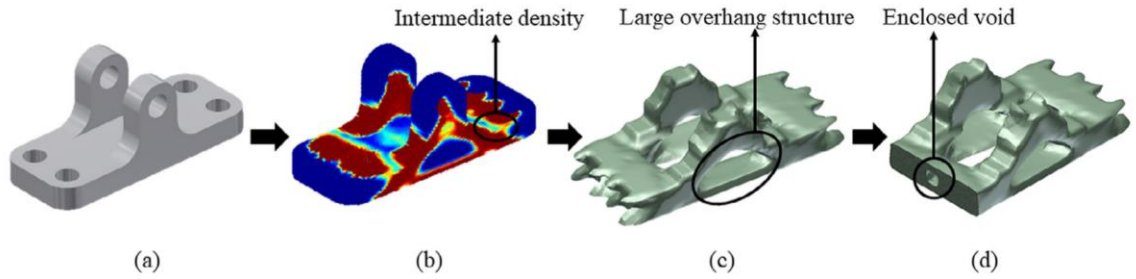 Intermediate density
Large overhang structure
Enclosed void
(a)
(b)
(c)
(d)